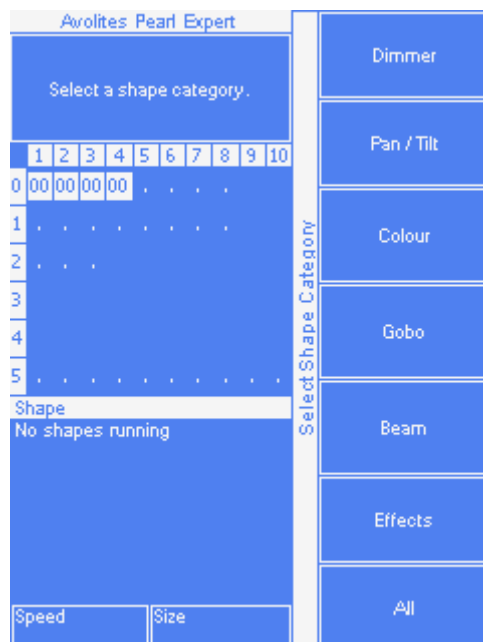 Avolites Pearl Expert
Select a shape category.
1 2 3 4 5 6 7 8 9 10
0 00 00 00 00 . . . .
1 . . . . . . . .
2 . . .
3
4
5 . . . . . . . . . .
Shape
No shapes running
Speed Size
Select Shape Category
Dimmer
Pan / Tilt
Colour
Gobo
Beam
Effects
All